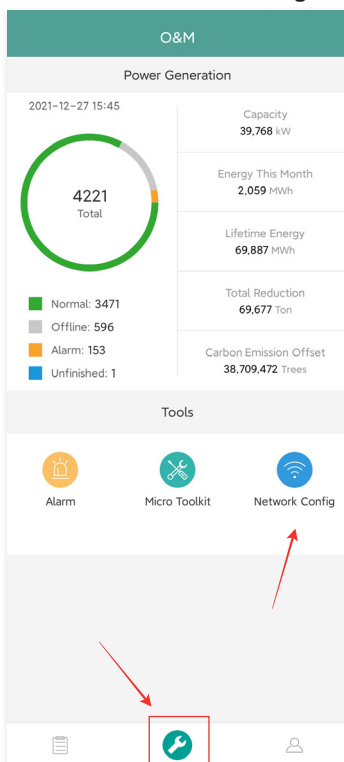 O&M
Power Generation
2021-12-27 15:45
4221
Total
Normal: 3471
Offline: 596
Alarm: 153
Unfinished: 1
Capacity
39,768 kW
Energy This Month
2,059 MWh
Lifetime Energy
69,887 MWh
Total Reduction
69,677 Ton
Carbon Emission Offset
38,709,472 Trees
Tools
Alarm
Micro Toolkit
Network Config